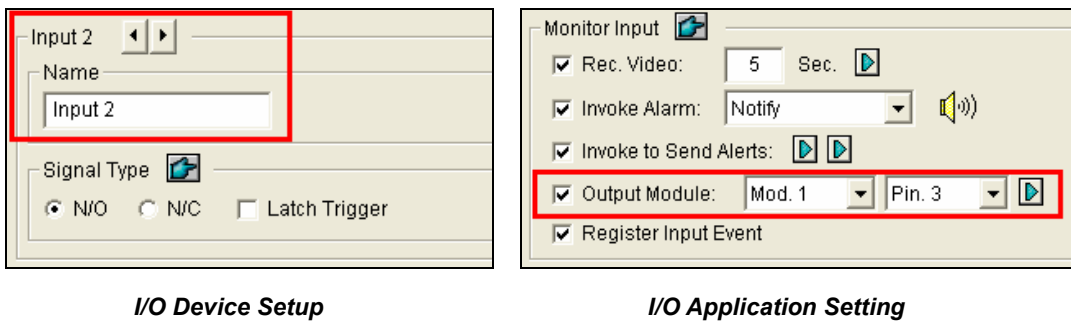 Input 2
Name
Input 2
Signal Type
N/O N/C Latch Trigger
Monitor Input
Rec. Video: 5 Sec.
Invoke Alarm: Notify
Invoke to Send Alerts:
Output Module: Mod. 1 Pin. 3
Register Input Event
I/O Device Setup
I/O Application Setting